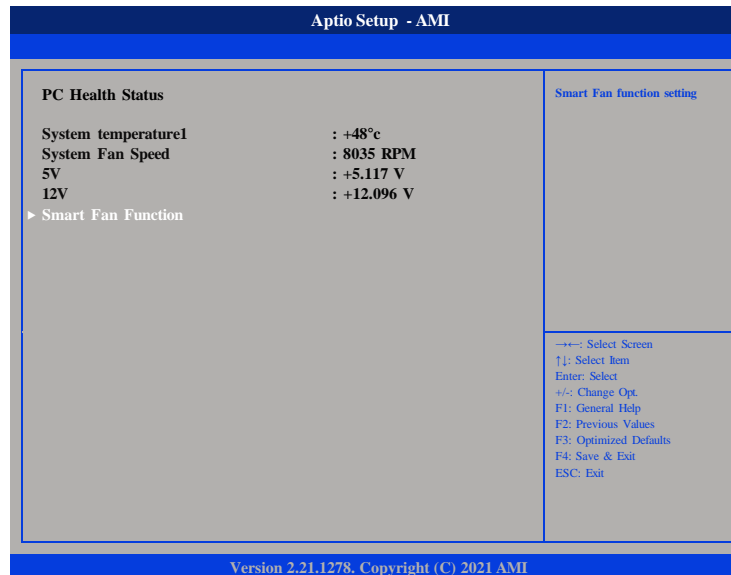 Aptio Setup - AMI
PC Health Status
System temperature1 : +48°c
System Fan Speed : 8035 RPM
5V : +5.117 V
12V : +12.096 V
▶ Smart Fan Function
Smart Fan function setting
→←: Select Screen
↑↓: Select Item
Enter: Select
+/-: Change Opt.
F1: General Help
F2: Previous Values
F3: Optimized Defaults
F4: Save & Exit
ESC: Exit
Version 2.21.1278. Copyright (C) 2021 AMI